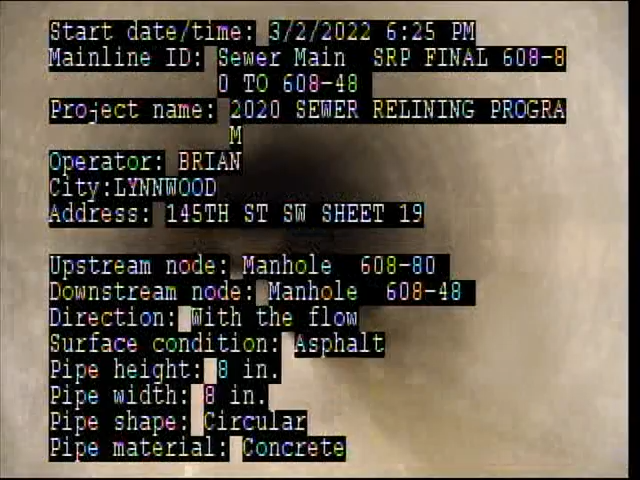 Start date/time: 3/2/2022 6:25 PM
Mainline ID: Sewer Main  SRP FINAL 608-8
0 TO 608-48
Project name: 2020 SEWER RELINING PROGRA
M
Operator: BRIAN
City:LYNNWOOD
Address: 145TH ST SW SHEET 19
Upstream node: Manhole  608-80
Downstream node: Manhole  608-48
Direction: With the flow
Surface condition: Asphalt
Pipe height: 8 in.
Pipe width: 8 in.
Pipe shape: Circular
Pipe material: Concrete